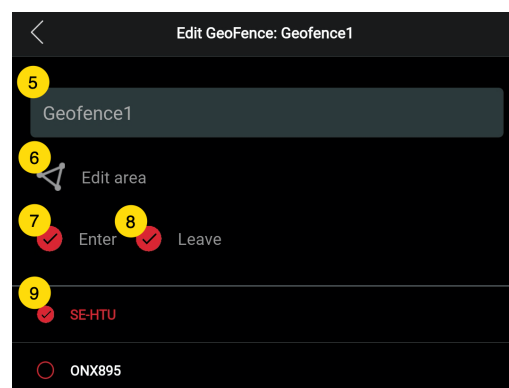 Edit GeoFence: Geofence1
5
Geofence1
6
Edit area
7 Enter 8 Leave
9
SE-HTU
ONX895